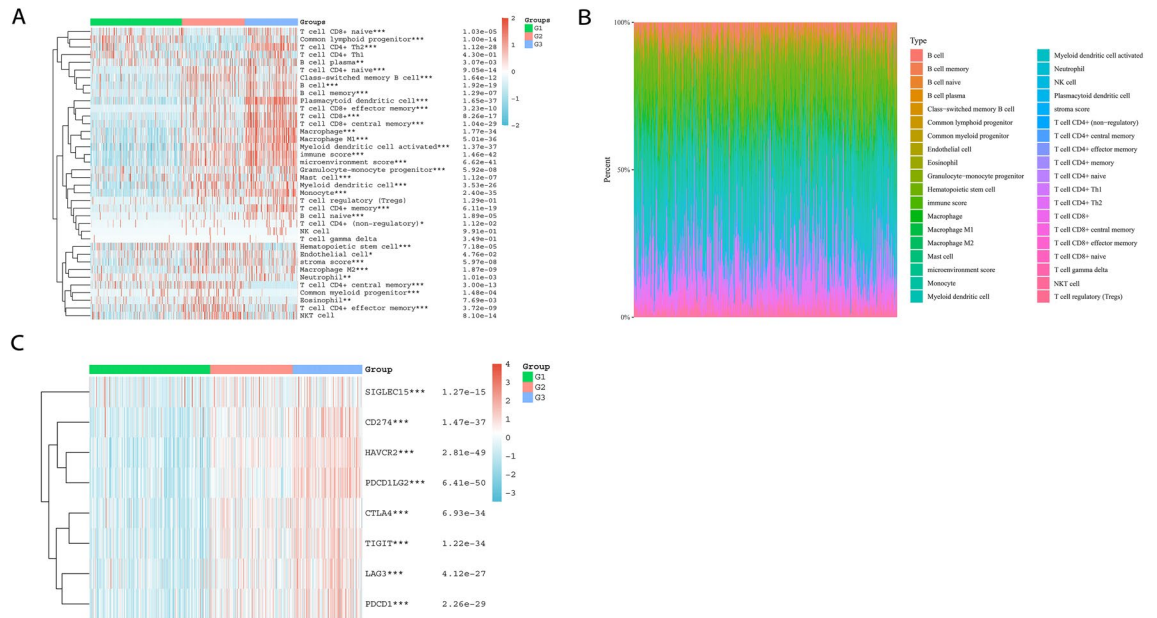 A
Groups
T cell CD8+ naive*** 1.03e-05
Common lymphoid progenitor*** 1.00e-14
T cell CD4+ Th2*** 1.12e-28
T cell CD4+ Th1 4.30e-01
B cell plasma** 3.07e-03
T cell CD4+ naive*** 9.05e-14
Class-switched memory B cell*** 1.64e-12
B cell*** 1.92e-19
B cell memory*** 1.29e-07
Plasmacytoid dendritic cell*** 1.65e-37
T cell CD8+ effector memory*** 3.23e-10
T cell CD8+*** 8.26e-17
T cell CD8+ central memory*** 1.04e-29
Macrophage*** 1.77e-34
Macrophage M1*** 5.01e-36
Myeloid dendritic cell activated*** 1.37e-37
immune score*** 1.46e-42
microenvironment score*** 6.62e-41
Granulocyte-monocyte progenitor*** 5.92e-08
Mast cell*** 1.12e-07
Myeloid dendritic cell*** 3.53e-26
Monocyte*** 2.40e-35
T cell regulatory (Tregs) 1.29e-01
T cell CD4+ memory*** 6.11e-19
B cell naive*** 1.89e-05
T cell CD4+ (non-regulatory)* 1.12e-02
NK cell 9.91e-01
T cell gamma delta 3.49e-01
Hematopoietic stem cell*** 7.18e-05
Endothelial cell* 4.76e-02
stroma score*** 5.97e-08
Macrophage M2*** 1.87e-09
Neutrophil** 1.01e-03
T cell CD4+ central memory*** 3.00e-13
Common myeloid progenitor*** 1.48e-04
Eosinophil** 7.69e-03
T cell CD4+ effector memory*** 3.72e-09
NKT cell 8.10e-14
2
1
0
−1
−2
Groups
G1
G2
G3
B
100%
50%
0%
Percent
Type
B cell
B cell memory
B cell naive
B cell plasma
Class−switched memory B cell
Common lymphoid progenitor
Common myeloid progenitor
Endothelial cell
Eosinophil
Granulocyte−monocyte progenitor
Hematopoietic stem cell
immune score
Macrophage
Macrophage M1
Macrophage M2
Mast cell
microenvironment score
Monocyte
Myeloid dendritic cell
Myeloid dendritic cell activated
Neutrophil
NK cell
Plasmacytoid dendritic cell
stroma score
T cell CD4+ (non−regulatory)
T cell CD4+ central memory
T cell CD4+ effector memory
T cell CD4+ memory
T cell CD4+ naive
T cell CD4+ Th1
T cell CD4+ Th2
T cell CD8+
T cell CD8+ central memory
T cell CD8+ effector memory
T cell CD8+ naive
T cell gamma delta
NKT cell
T cell regulatory (Tregs)
C
Group
SIGLEC15*** 1.27e-15
CD274*** 1.47e-37
HAVCR2*** 2.81e-49
PDCD1LG2*** 6.41e-50
CTLA4*** 6.93e-34
TIGIT*** 1.22e-34
LAG3*** 4.12e-27
PDCD1*** 2.26e-29
4
3
2
1
0
−1
−2
−3
Group
G1
G2
G3